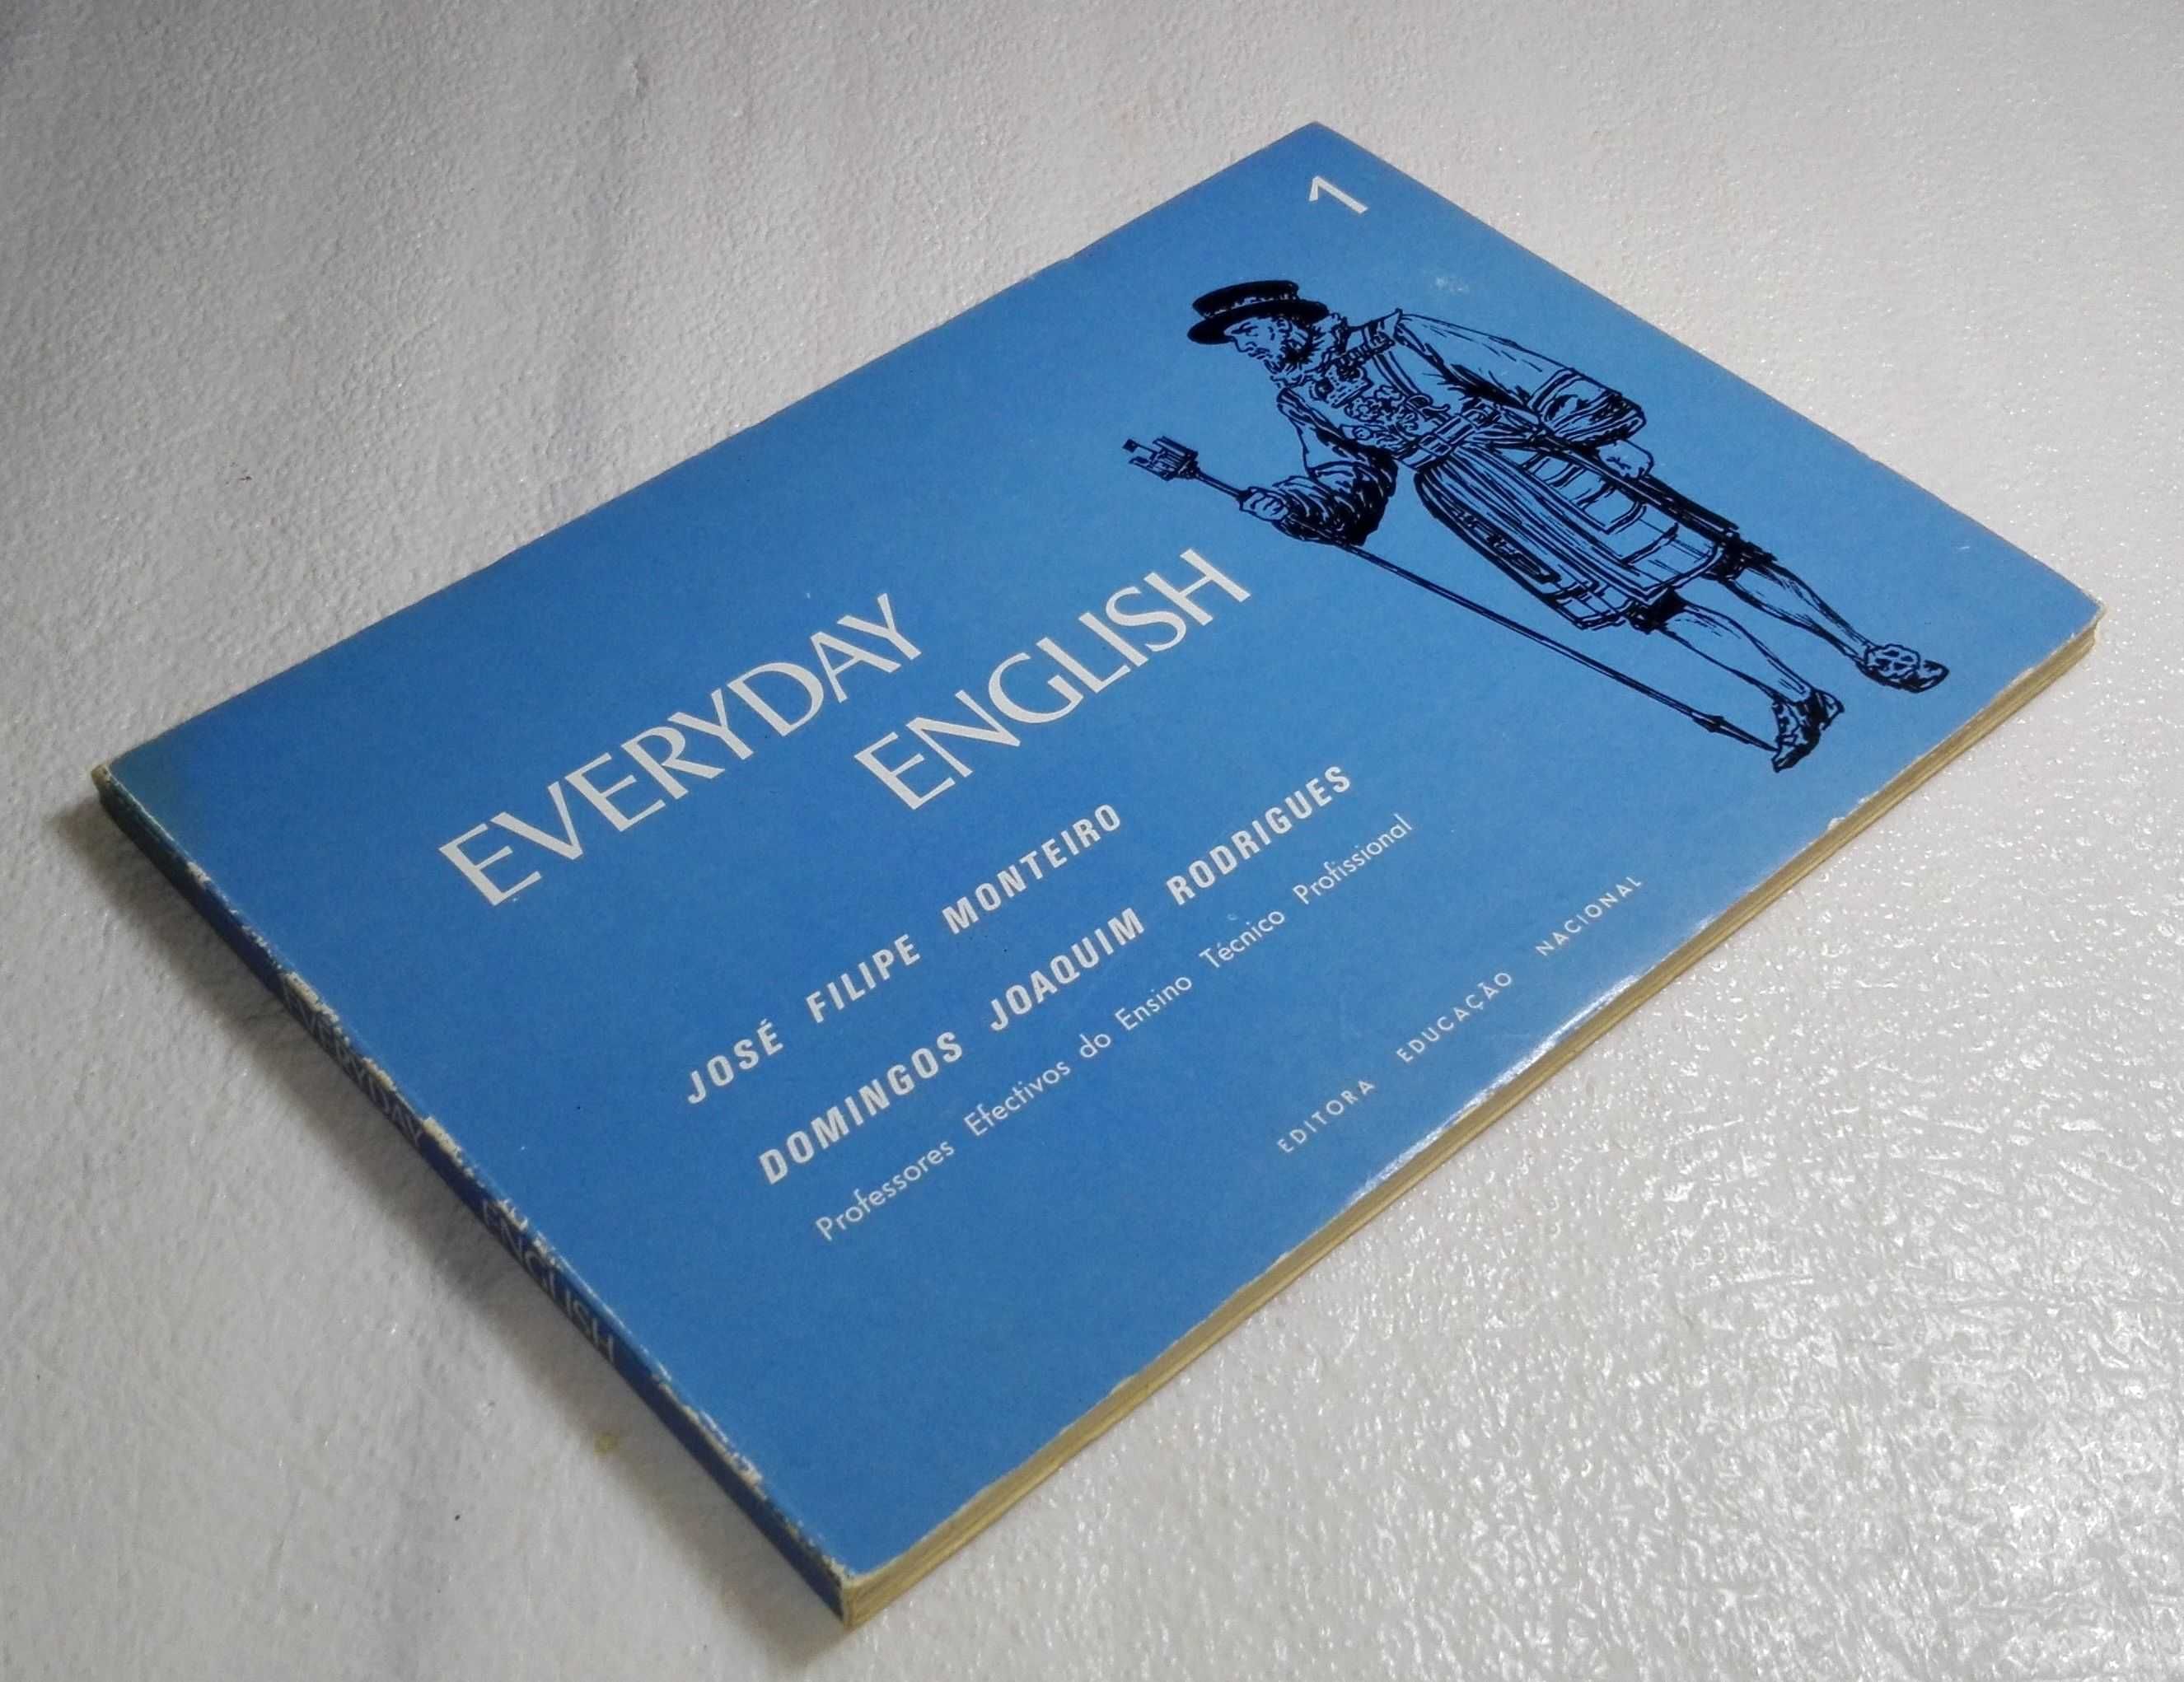 1
EVERYDAY
ENGLISH
JOSÉ FILIPE MONTEIRO
DOMINGOS JOAQUIM RODRIGUES
Professores Efectivos do Ensino Técnico Profissional
EDITORA EDUCAÇÃO NACIONAL
EVERYDAY ENGLISH